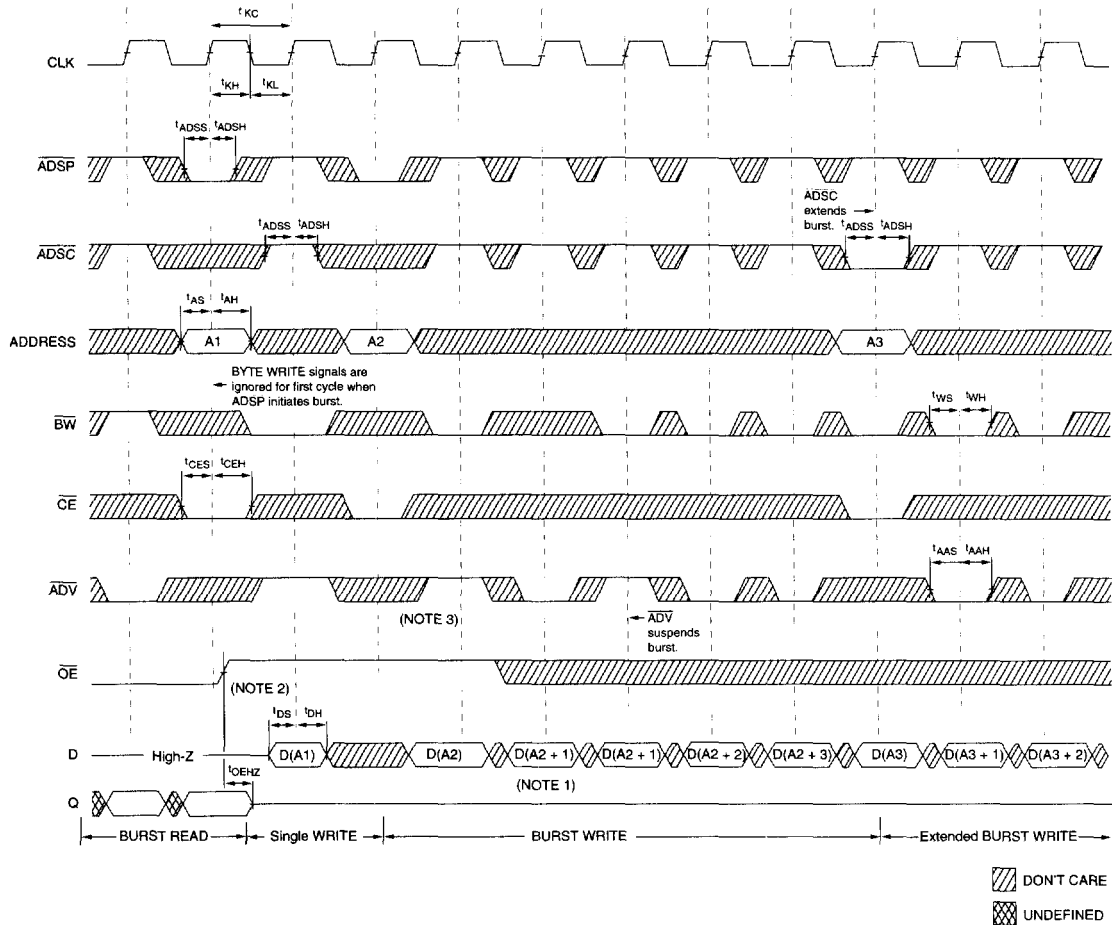 tKC
CLK
tKH
tKL
tADSS
tADSH
ADSP
ADSC
extends
burst.
tADSS
tADSH
tADSS
tADSH
ADSC
tAS
tAH
ADDRESS
A1
A2
A3
BYTE WRITE signals are
ignored for first cycle when
ADSP initiates burst.
tWS
tWH
BW
tCES
tCEH
CE
tAAS
tAAH
ADV
(NOTE 3)
ADV
suspends
burst.
OE
(NOTE 2)
tDS
tDH
D
High-Z
D(A1)
D(A2)
D(A2 + 1)
D(A2 + 1)
D(A2 + 2)
D(A2 + 3)
D(A3)
D(A3 + 1)
D(A3 + 2)
tOEHZ
(NOTE 1)
Q
BURST READ
Single WRITE
BURST WRITE
Extended BURST WRITE
DON'T CARE
UNDEFINED